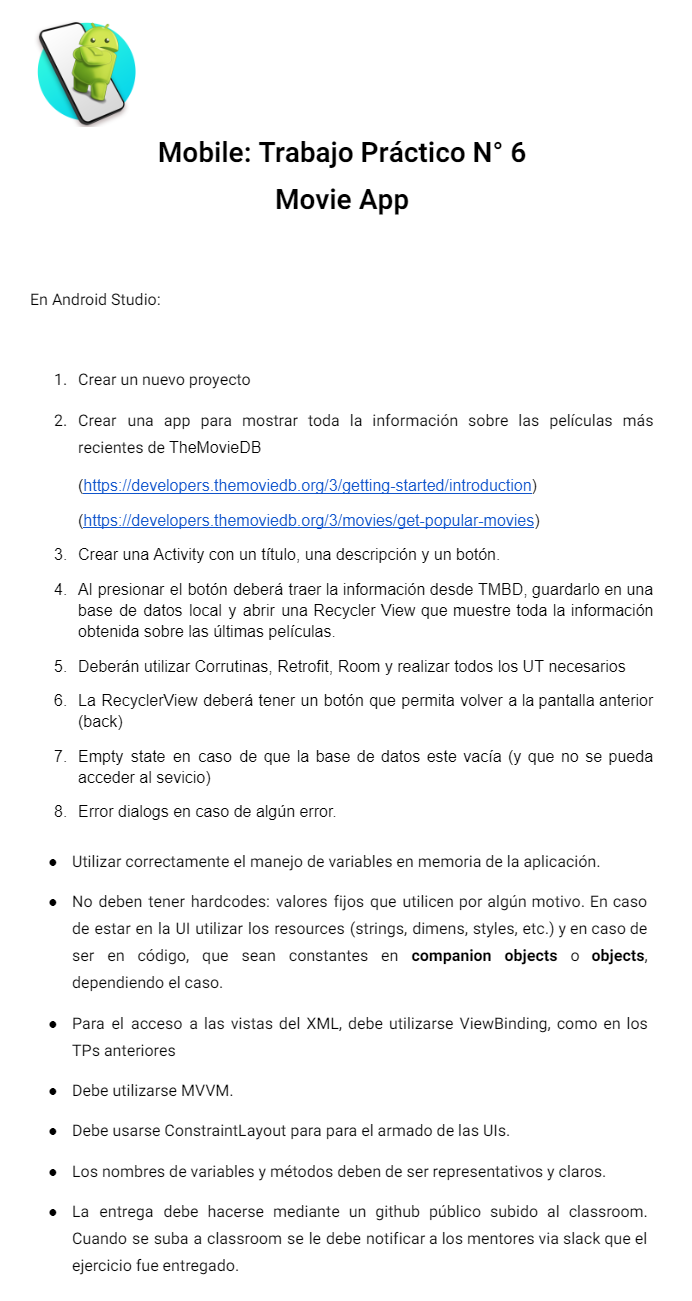 Mobile: Trabajo Práctico N° 6
Movie App
En Android Studio:
1. Crear un nuevo proyecto
2. Crear una app para mostrar toda la información sobre las películas más
recientes de TheMovieDB
(https://developers.themoviedb.org/3/getting-started/introduction)
(https://developers.themoviedb.org/3/movies/get-popular-movies)
3. Crear una Activity con un título, una descripción y un botón.
4. Al presionar el botón deberá traer la información desde TMBD, guardarlo en una
base de datos local y abrir una Recycler View que muestre toda la información
obtenida sobre las últimas películas.
5. Deberán utilizar Corrutinas, Retrofit, Room y realizar todos los UT necesarios
6. La RecyclerView deberá tener un botón que permita volver a la pantalla anterior
(back)
7. Empty state en caso de que la base de datos este vacía (y que no se pueda
acceder al sevicio)
8. Error dialogs en caso de algún error.
● Utilizar correctamente el manejo de variables en memoria de la aplicación.
● No deben tener hardcodes: valores fijos que utilicen por algún motivo. En caso
de estar en la UI utilizar los resources (strings, dimens, styles, etc.) y en caso de
ser en código, que sean constantes en companion objects o objects,
dependiendo el caso.
● Para el acceso a las vistas del XML, debe utilizarse ViewBinding, como en los
TPs anteriores
● Debe utilizarse MVVM.
● Debe usarse ConstraintLayout para para el armado de las UIs.
● Los nombres de variables y métodos deben de ser representativos y claros.
● La entrega debe hacerse mediante un github público subido al classroom.
Cuando se suba a classroom se le debe notificar a los mentores via slack que el
ejercicio fue entregado.